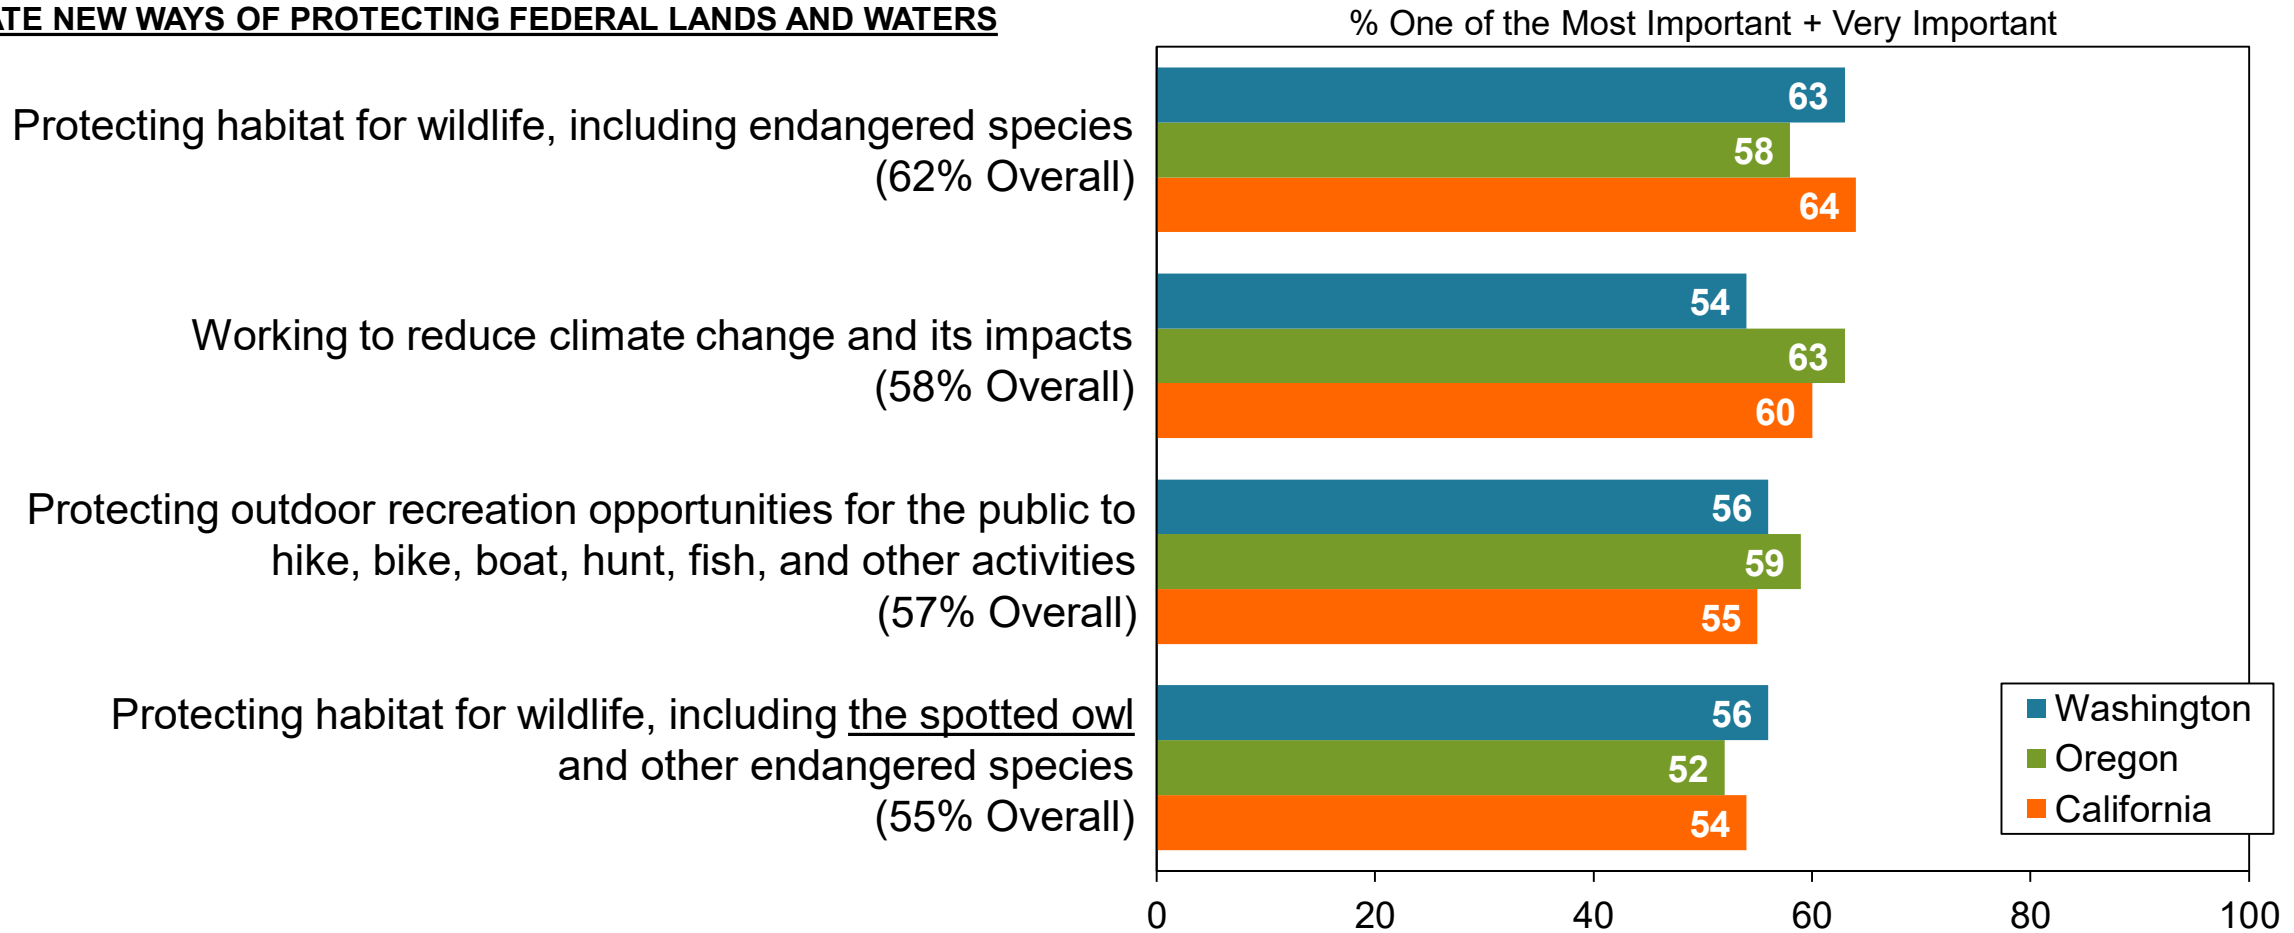 ATE NEW WAYS OF PROTECTING FEDERAL LANDS AND WATERS
% One of the Most Important + Very Important
Protecting habitat for wildlife, including endangered species
(62% Overall)
63
58
64
Working to reduce climate change and its impacts
(58% Overall)
54
63
60
Protecting outdoor recreation opportunities for the public to
hike, bike, boat, hunt, fish, and other activities
(57% Overall)
56
59
55
Protecting habitat for wildlife, including the spotted owl
and other endangered species
(55% Overall)
56
52
54
Washington
Oregon
California
0 20 40 60 80 100